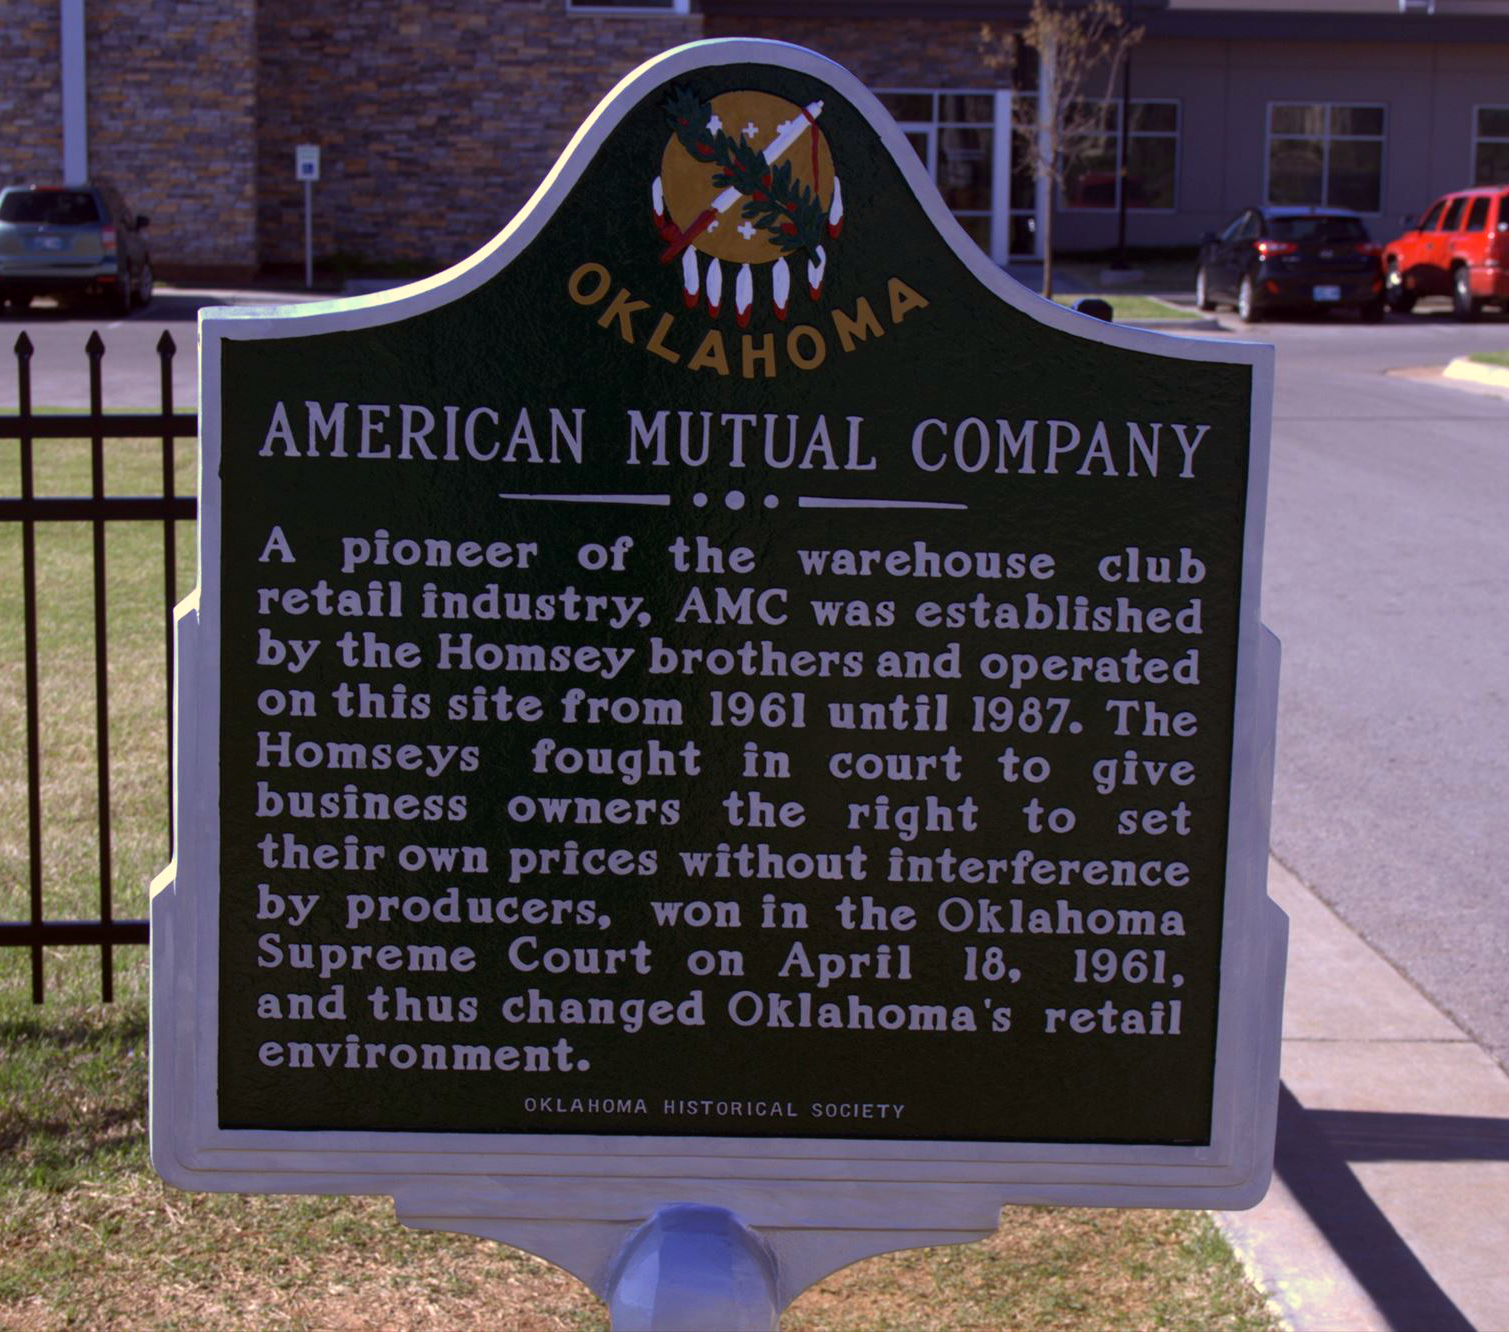 OKLAHOMA
AMERICAN MUTUAL COMPANY
A pioneer of the warehouse club
retail industry, AMC was established
by the Homsey brothers and operated
on this site from 1961 until 1987. The
Homseys fought in court to give
business owners the right to set
their own prices without interference
by producers, won in the Oklahoma
Supreme Court on April 18, 1961,
and thus changed Oklahoma's retail
environment.
OKLAHOMA HISTORICAL SOCIETY